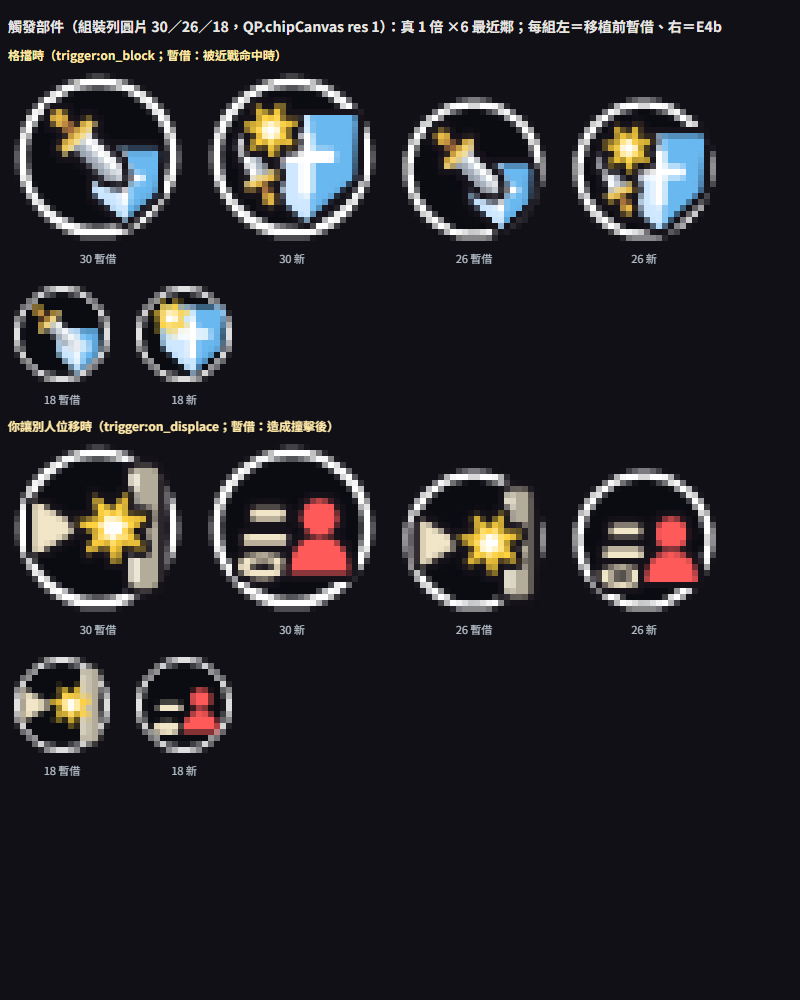 觸發部件（組裝列圓片 30／26／18，QP.chipCanvas res 1）：真 1 倍 ×6 最近鄰；每組左＝移植前暫借、右＝E4b
格擋時（trigger:on_block；暫借：被近戰命中時）
30 暫借
30 新
26 暫借
26 新
18 暫借
18 新
你讓別人位移時（trigger:on_displace；暫借：造成撞擊後）
30 暫借
30 新
26 暫借
26 新
18 暫借
18 新